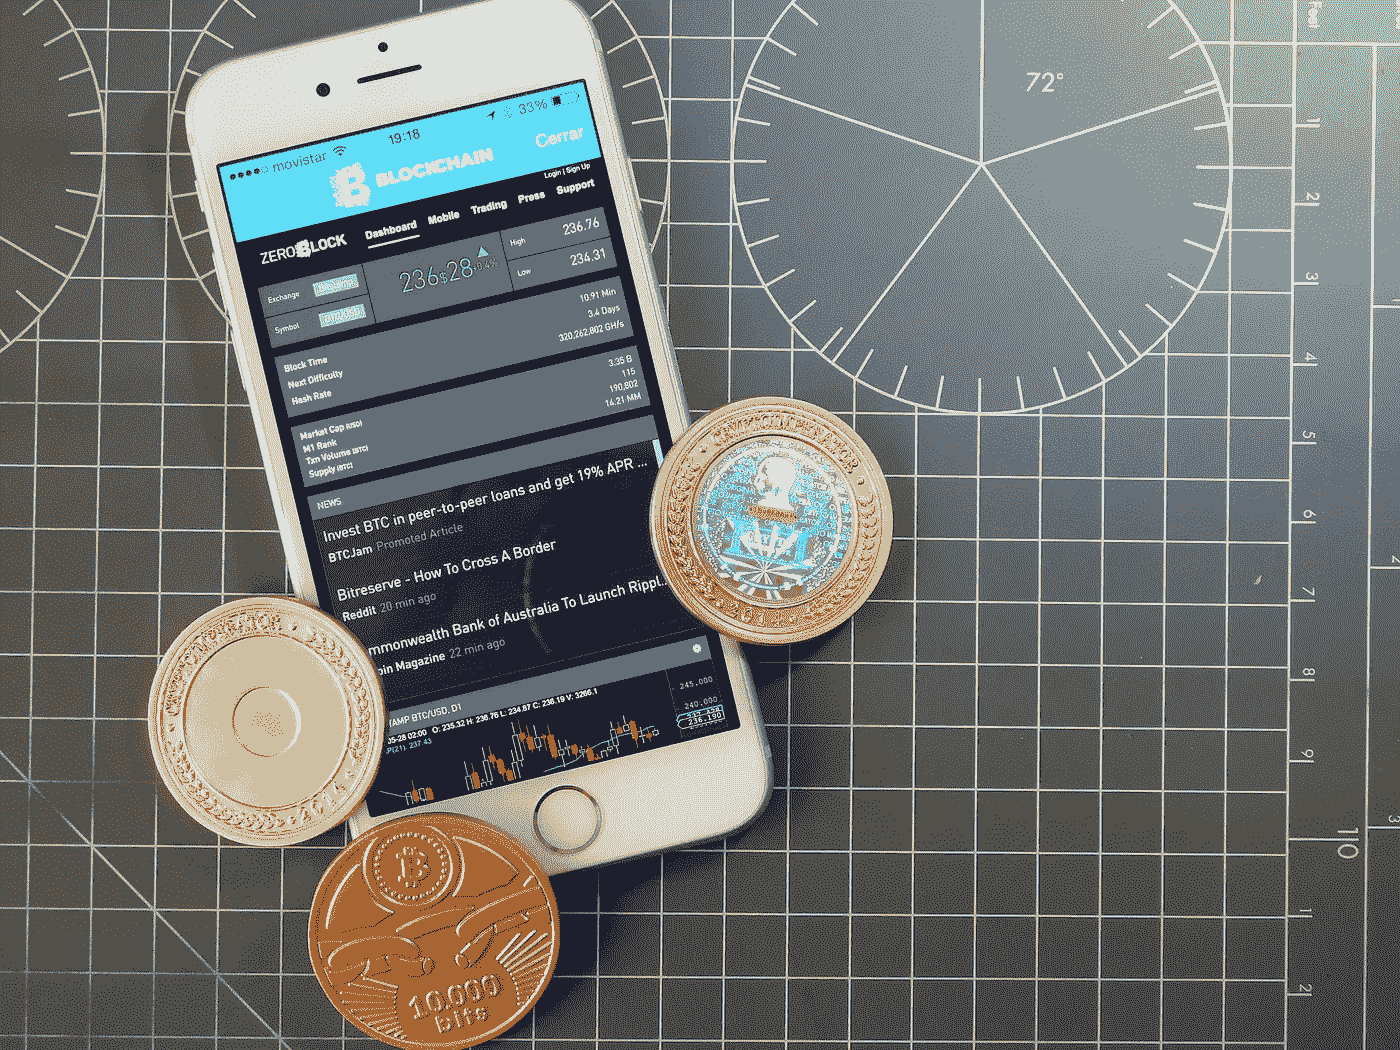 movistar
19:18
33%
BLOCKCHAIN
Cerrar
Login | Sign Up
ZEROBLOCK
Dashboard
Mobile
Trading
Press
Support
Exchange
Symbol
236$28
+0.4%
High 236.76
Low 234.31
Block Time 10.91 Min
Next Difficulty 3.4 Days
Hash Rate 320,262,802 GH/s
Market Cap (USD) 3.35 B
M1 Rank 115
Txn Volume (BTC) 190,802
Supply (BTC) 14.21 MM
NEWS
Invest BTC in peer-to-peer loans and get 19% APR ...
BTCJam Promoted Article
Bitreserve - How To Cross A Border
Reddit 20 min ago
mmonwealth Bank of Australia To Launch Rippl...
oin Magazine 22 min ago
/AMP BTC/USD, D1
05-28 02:00 O: 235.32 H: 236.76 L: 234.87 C: 236.19 V: 3266.1
P(21), 237.43
245.000
240.000
236.190
2014
10.000
bits
72°
Feet
1
2
3
4
5
6
7
8
9
10
1
2
2
3